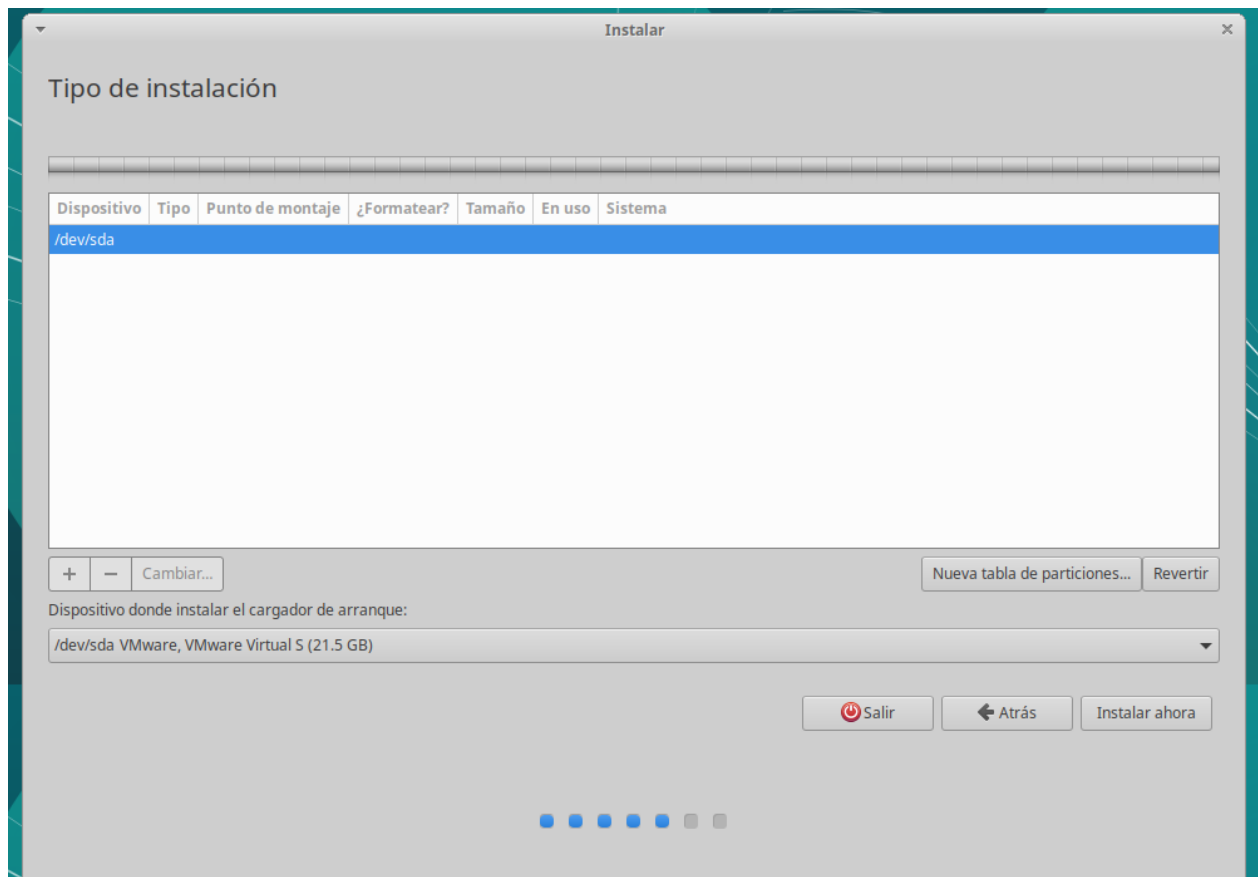 Instalar
Tipo de instalación
Dispositivo Tipo Punto de montaje ¿Formatear? Tamaño En uso Sistema
/dev/sda
+ − Cambiar... Nueva tabla de particiones... Revertir
Dispositivo donde instalar el cargador de arranque:
/dev/sda VMware, VMware Virtual S (21.5 GB)
Salir Atrás Instalar ahora